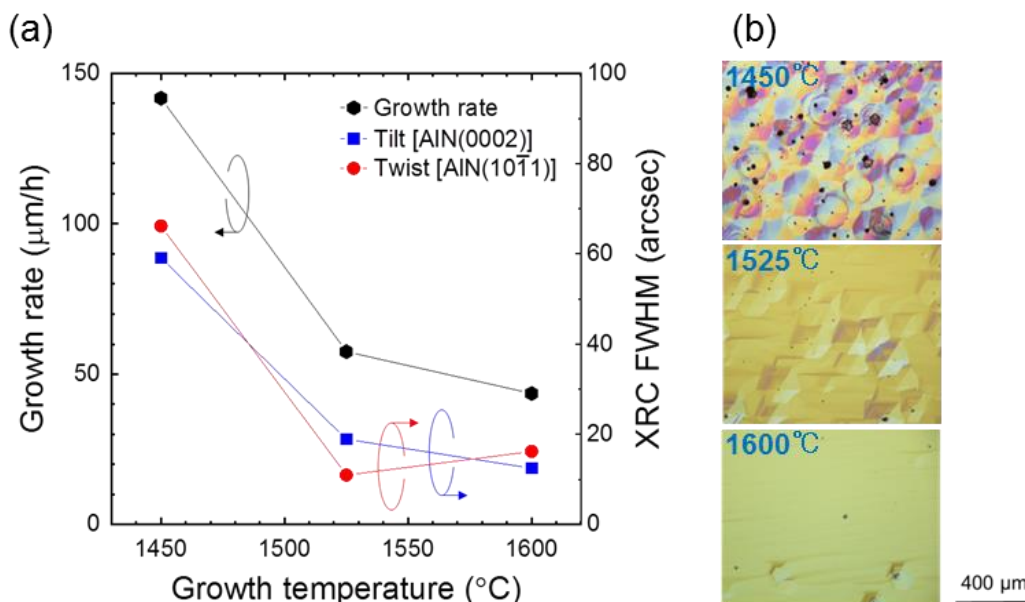 (a)
(b)
150
100
50
0
Growth rate (μm/h)
100
80
60
40
20
0
XRC FWHM (arcsec)
Growth rate
Tilt [AlN(0002)]
Twist [AlN(101̄1)]
1450
1500
1550
1600
Growth temperature (°C)
1450℃
1525℃
1600℃
400 μm